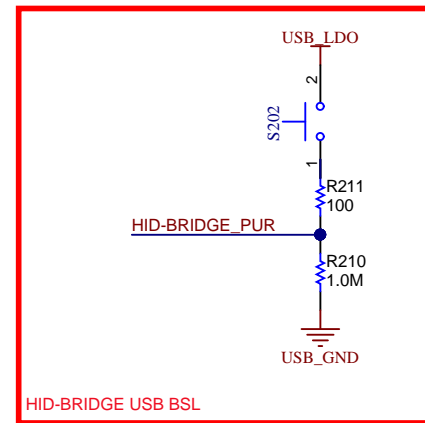 USB_LDO
2
S202
1
R211
100
HID-BRIDGE_PUR
R210
1.0M
USB_GND
HID-BRIDGE USB BSL